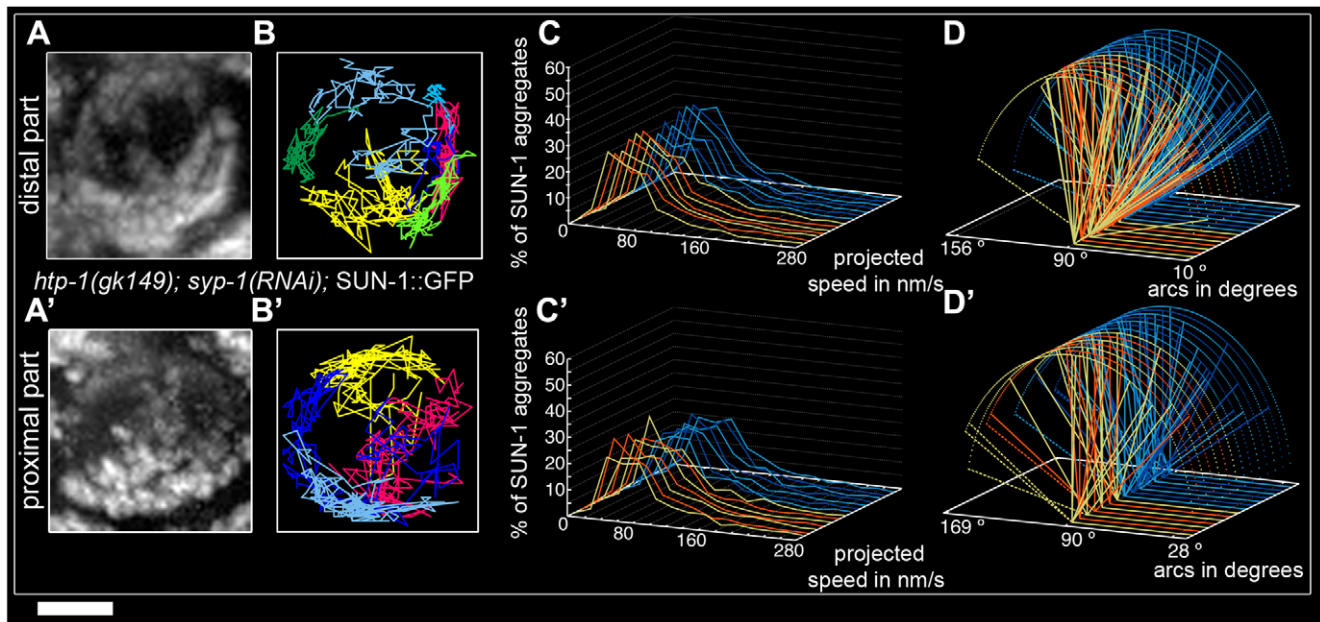 A
B
C
D
distal part
% of SUN-1 aggregates
60
50
40
30
20
10
0
80
160
280
projected
speed in nm/s
156 º
90 º
10 º
arcs in degrees
htp-1(gk149); syp-1(RNAi); SUN-1::GFP
A'
B'
C'
D'
proximal part
% of SUN-1 aggregates
60
50
40
30
20
10
0
80
160
280
projected
speed in nm/s
169 º
90 º
28 º
arcs in degrees